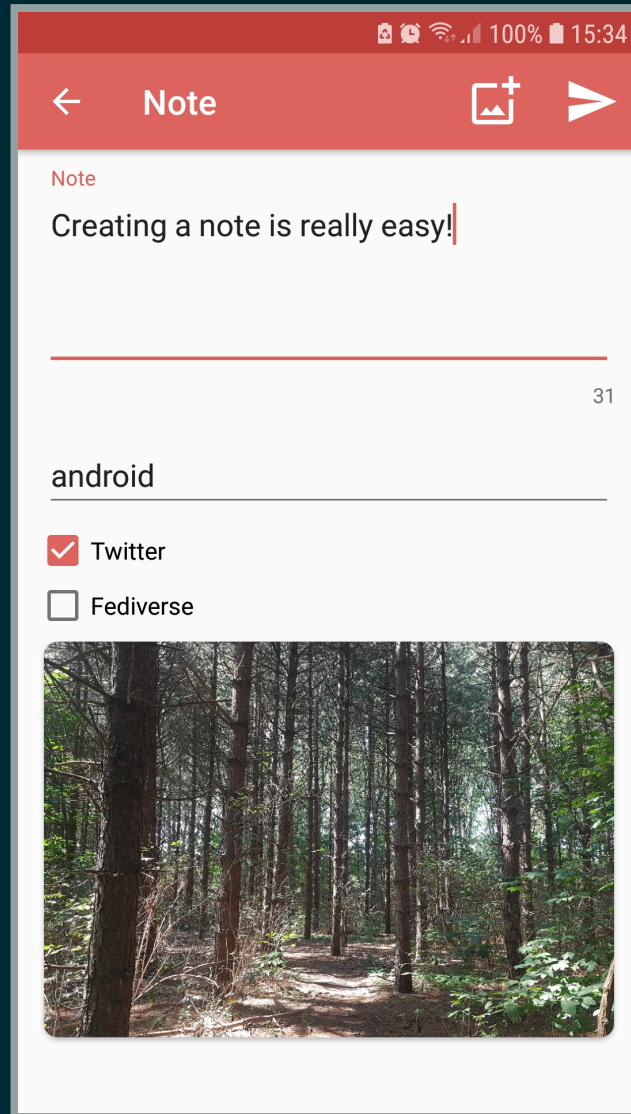 100% 15:34
Note
Note
Creating a note is really easy!
31
android
Twitter
Fediverse